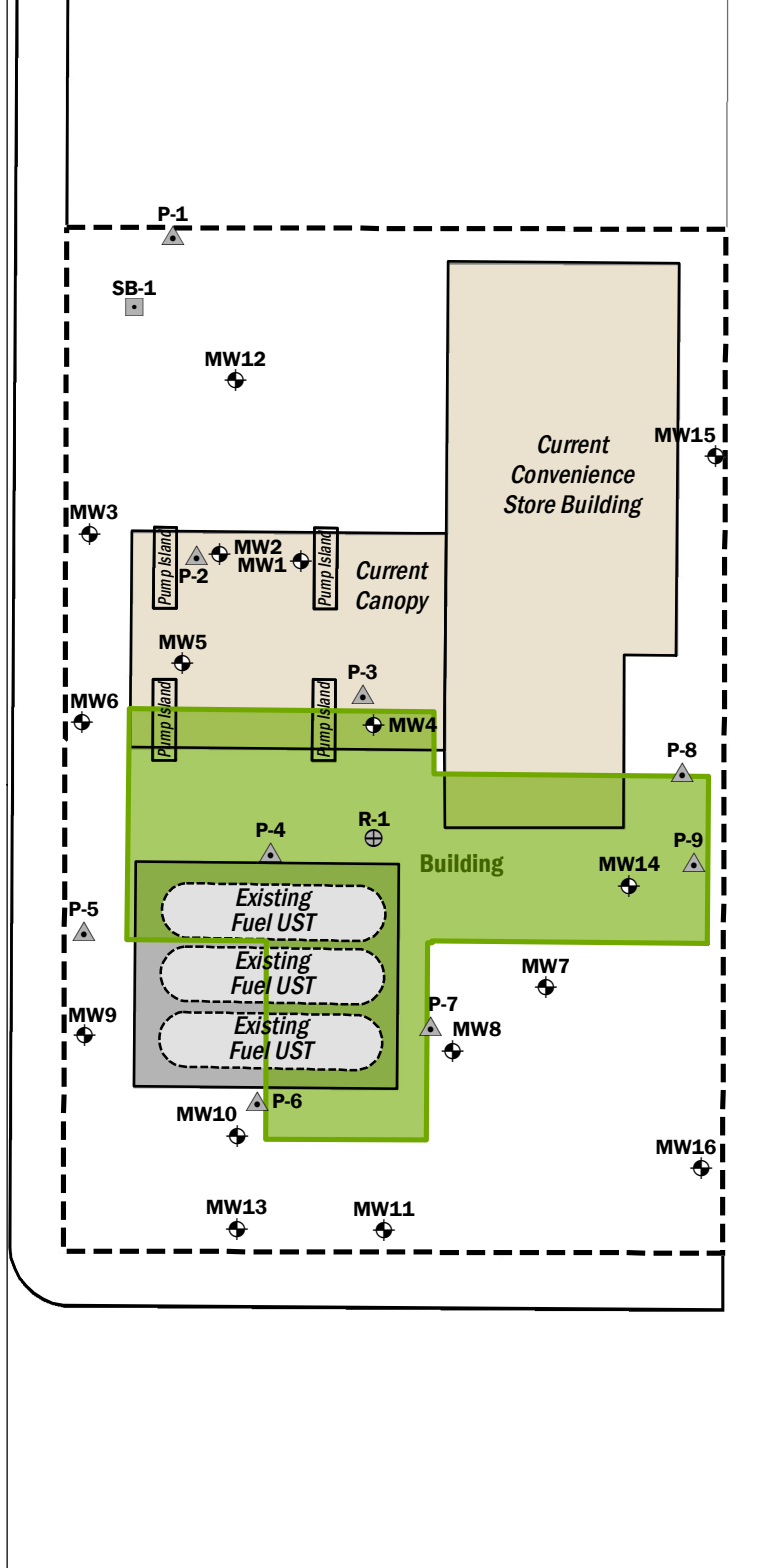 P-1
SB-1
MW12
MW15
Current
Convenience
Store Building
MW3
Pump Island
P-2
MW2
MW1
Pump Island
Current
Canopy
MW5
P-3
MW6
Pump Island
Pump Island
MW4
P-8
R-1
P-4
Building
P-9
MW14
Existing
Fuel UST
P-5
Existing
Fuel UST
MW7
P-7
MW9
Existing
Fuel UST
MW8
P-6
MW10
MW16
MW13
MW11